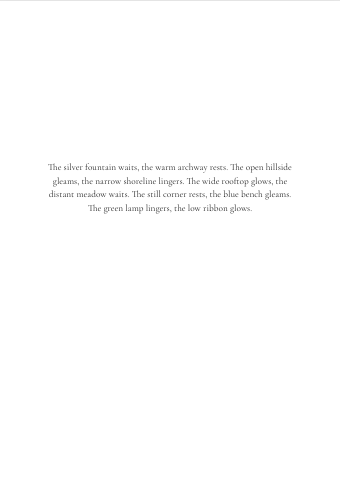 The silver fountain waits, the warm archway rests. The open hillside
gleams, the narrow shoreline lingers. The wide rooftop glows, the
distant meadow waits. The still corner rests, the blue bench gleams.
The green lamp lingers, the low ribbon glows.